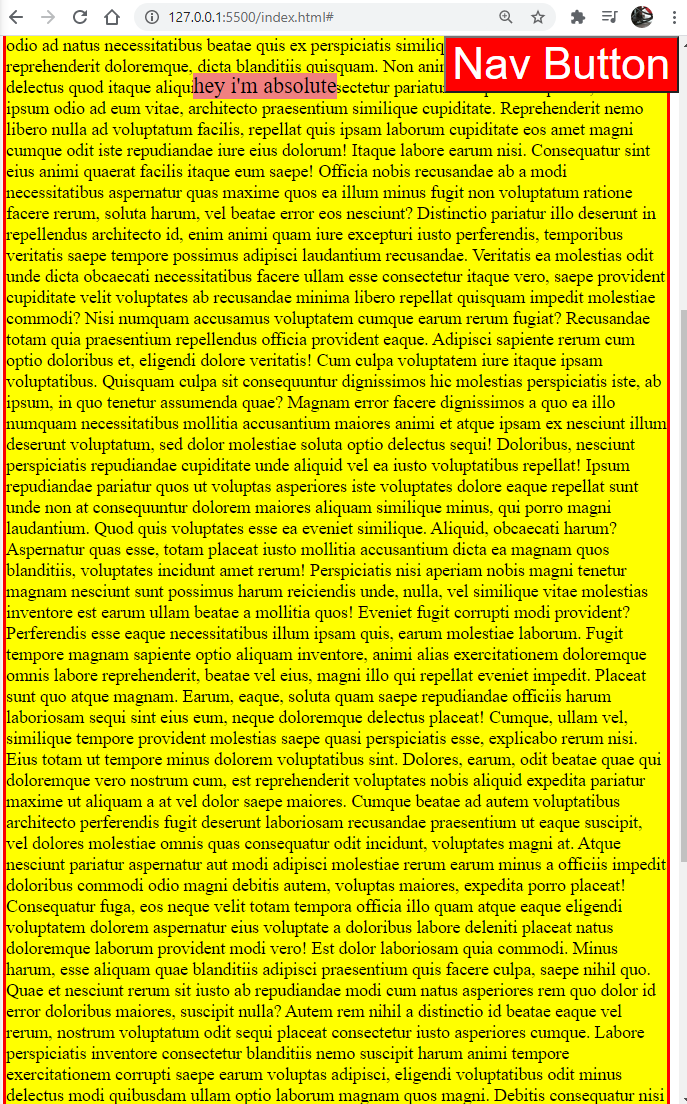 127.0.0.1:5500/index.html#
odio ad natus necessitatibus beatae quis ex perspiciatis similiq
Nav Button
reprehenderit doloremque, dicta blanditiis quisquam. Non anim
delectus quod itaque aliqui
hey i'm absolute
sectetur pariatur
ipsum odio ad eum vitae, architecto praesentium similique cupiditate. Reprehenderit nemo
libero nulla ad voluptatum facilis, repellat quis ipsam laborum cupiditate eos amet magni
cumque odit iste repudiandae iure eius dolorum! Itaque labore earum nisi. Consequatur sint
eius animi quaerat facilis itaque eum saepe! Officia nobis recusandae ab a modi
necessitatibus aspernatur quas maxime quos ea illum minus fugit non voluptatum ratione
facere rerum, soluta harum, vel beatae error eos nesciunt? Distinctio pariatur illo deserunt in
repellendus architecto id, enim animi quam iure excepturi iusto perferendis, temporibus
veritatis saepe tempore possimus adipisci laudantium recusandae. Veritatis ea molestias odit
unde dicta obcaecati necessitatibus facere ullam esse consectetur itaque vero, saepe provident
cupiditate velit voluptates ab recusandae minima libero repellat quisquam impedit molestiae
commodi? Nisi numquam accusamus voluptatem cumque earum rerum fugiat? Recusandae
totam quia praesentium repellendus officia provident eaque. Adipisci sapiente rerum cum
optio doloribus et, eligendi dolore veritatis! Cum culpa voluptatem iure itaque ipsam
voluptatibus. Quisquam culpa sit consequuntur dignissimos hic molestias perspiciatis iste, ab
ipsum, in quo tenetur assumenda quae? Magnam error facere dignissimos a quo ea illo
numquam necessitatibus mollitia accusantium maiores animi et atque ipsam ex nesciunt illum
deserunt voluptatum, sed dolor molestiae soluta optio delectus sequi! Doloribus, nesciunt
perspiciatis repudiandae cupiditate unde aliquid vel ea iusto voluptatibus repellat! Ipsum
repudiandae pariatur quos ut voluptas asperiores iste voluptates dolore eaque repellat sunt
unde non at consequuntur dolorem maiores aliquam similique minus, qui porro magni
laudantium. Quod quis voluptates esse ea eveniet similique. Aliquid, obcaecati harum?
Aspernatur quas esse, totam placeat iusto mollitia accusantium dicta ea magnam quos
blanditiis, voluptates incidunt amet rerum! Perspiciatis nisi aperiam nobis magni tenetur
magnam nesciunt sunt possimus harum reiciendis unde, nulla, vel similique vitae molestias
inventore est earum ullam beatae a mollitia quos! Eveniet fugit corrupti modi provident?
Perferendis esse eaque necessitatibus illum ipsam quis, earum molestiae laborum. Fugit
tempore magnam sapiente optio aliquam inventore, animi alias exercitationem doloremque
omnis labore reprehenderit, beatae vel eius, magni illo qui repellat eveniet impedit. Placeat
sunt quo atque magnam. Earum, eaque, soluta quam saepe repudiandae officiis harum
laboriosam sequi sint eius eum, neque doloremque delectus placeat! Cumque, ullam vel,
similique tempore provident molestias saepe quasi perspiciatis esse, explicabo rerum nisi.
Eius totam ut tempore minus dolorem voluptatibus sint. Dolores, earum, odit beatae quae qui
doloremque vero nostrum cum, est reprehenderit voluptates nobis aliquid expedita pariatur
maxime ut aliquam a at vel dolor saepe maiores. Cumque beatae ad autem voluptatibus
architecto perferendis fugit deserunt laboriosam recusandae praesentium ut eaque suscipit,
vel dolores molestiae omnis quas consequatur odit incidunt, voluptates magni at. Atque
nesciunt pariatur aspernatur aut modi adipisci molestiae rerum earum minus a officiis impedit
doloribus commodi odio magni debitis autem, voluptas maiores, expedita porro placeat!
Consequatur fuga, eos neque velit totam tempora officia illo quam atque eaque eligendi
voluptatem dolorem aspernatur eius voluptate a doloribus labore deleniti placeat natus
doloremque laborum provident modi vero! Est dolor laboriosam quia commodi. Minus
harum, esse aliquam quae blanditiis adipisci praesentium quis facere culpa, saepe nihil quo.
Quae et nesciunt rerum sit iusto ab repudiandae modi cum natus asperiores rem quo dolor id
error doloribus maiores, suscipit nulla? Autem rem nihil a distinctio id beatae eaque vel
rerum, nostrum voluptatum odit sequi placeat consectetur iusto asperiores cumque. Labore
perspiciatis inventore consectetur blanditiis nemo suscipit harum animi tempore
exercitationem corrupti saepe earum voluptas adipisci, eligendi voluptatibus odit minus
delectus modi quibusdam ullam optio laborum magnam quos magni. Debitis consequatur nisi